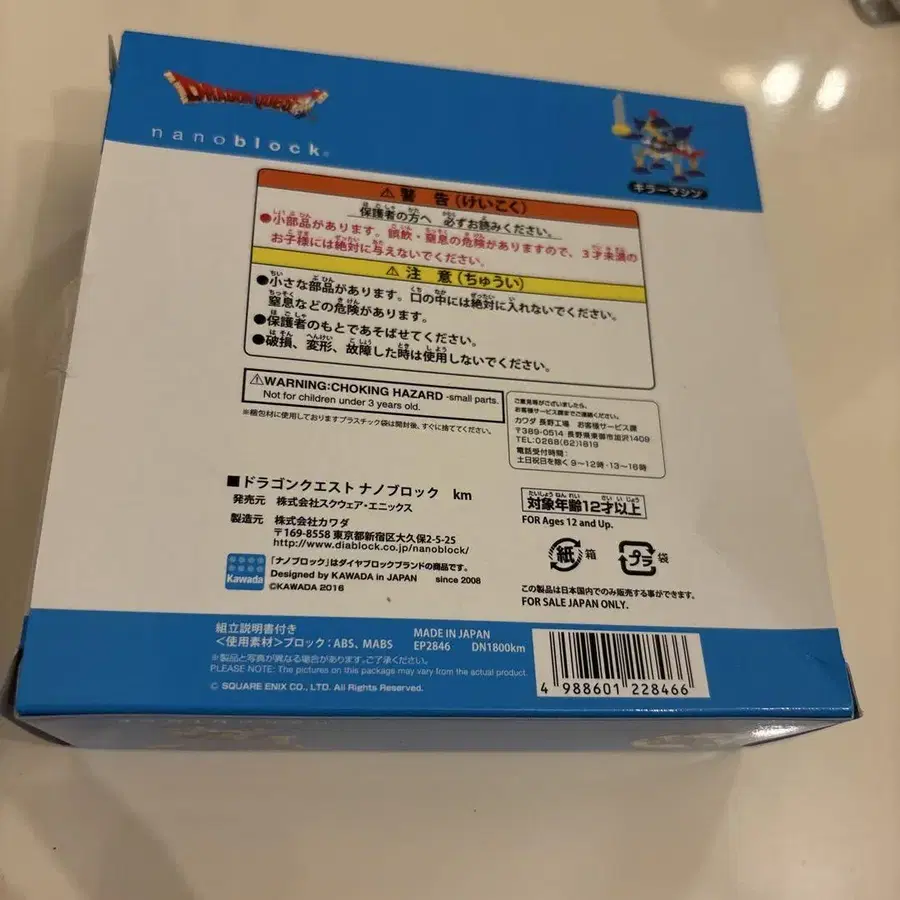 DRAGON QUEST
nanoblock®
キラーマシン
⚠警 告(けいこく)
保護者の方へ 必ずお読みください。
●小部品があります。誤飲・窒息の危険がありますので、3才未満の
お子様には絶対に与えないでください。
⚠注 意(ちゅうい)
●小さな部品があります。口の中には絶対に入れないでください。
窒息などの危険があります。
●保護者のもとであそばせてください。
●破損、変形、故障した時は使用しないでください。
⚠WARNING:CHOKING HAZARD -small parts.
Not for children under 3 years old.
※梱包材に使用しておりますプラスチック袋は開封後、すぐに捨ててください。
ご意見等がございましたら、
お客様サービス課までご連絡ください。
カワダ 長野工場 お客様サービス課
〒389-0514 長野県東御市加沢1409
TEL:0268(62)1819
電話受付時間:
土日祝日を除く 9〜12時・13〜16時
■ドラゴンクエスト ナノブロック km
発売元 株式会社スクウェア・エニックス
製造元 株式会社カワダ
〒169-8558 東京都新宿区大久保2-5-25
http://www.diablock.co.jp/nanoblock/
Kawada
「ナノブロック」はダイヤブロックブランドの商品です。
Designed by KAWADA in JAPAN since 2008
©KAWADA 2016
たいしょうねんれい さいいじょう
対象年齢12才以上
FOR Ages 12 and Up.
紙 箱 プラ 袋
この製品は日本国内でのみ販売する事ができます。
FOR SALE JAPAN ONLY.
組立説明書付き
<使用素材>ブロック:ABS、MABS
MADE IN JAPAN
EP2846 DN1800km
※製品と写真が異なる場合があります。ご了承ください。
PLEASE NOTE: The pictures on this package may vary from the actual product.
© SQUARE ENIX CO., LTD. All Rights Reserved.
4 988601 228466